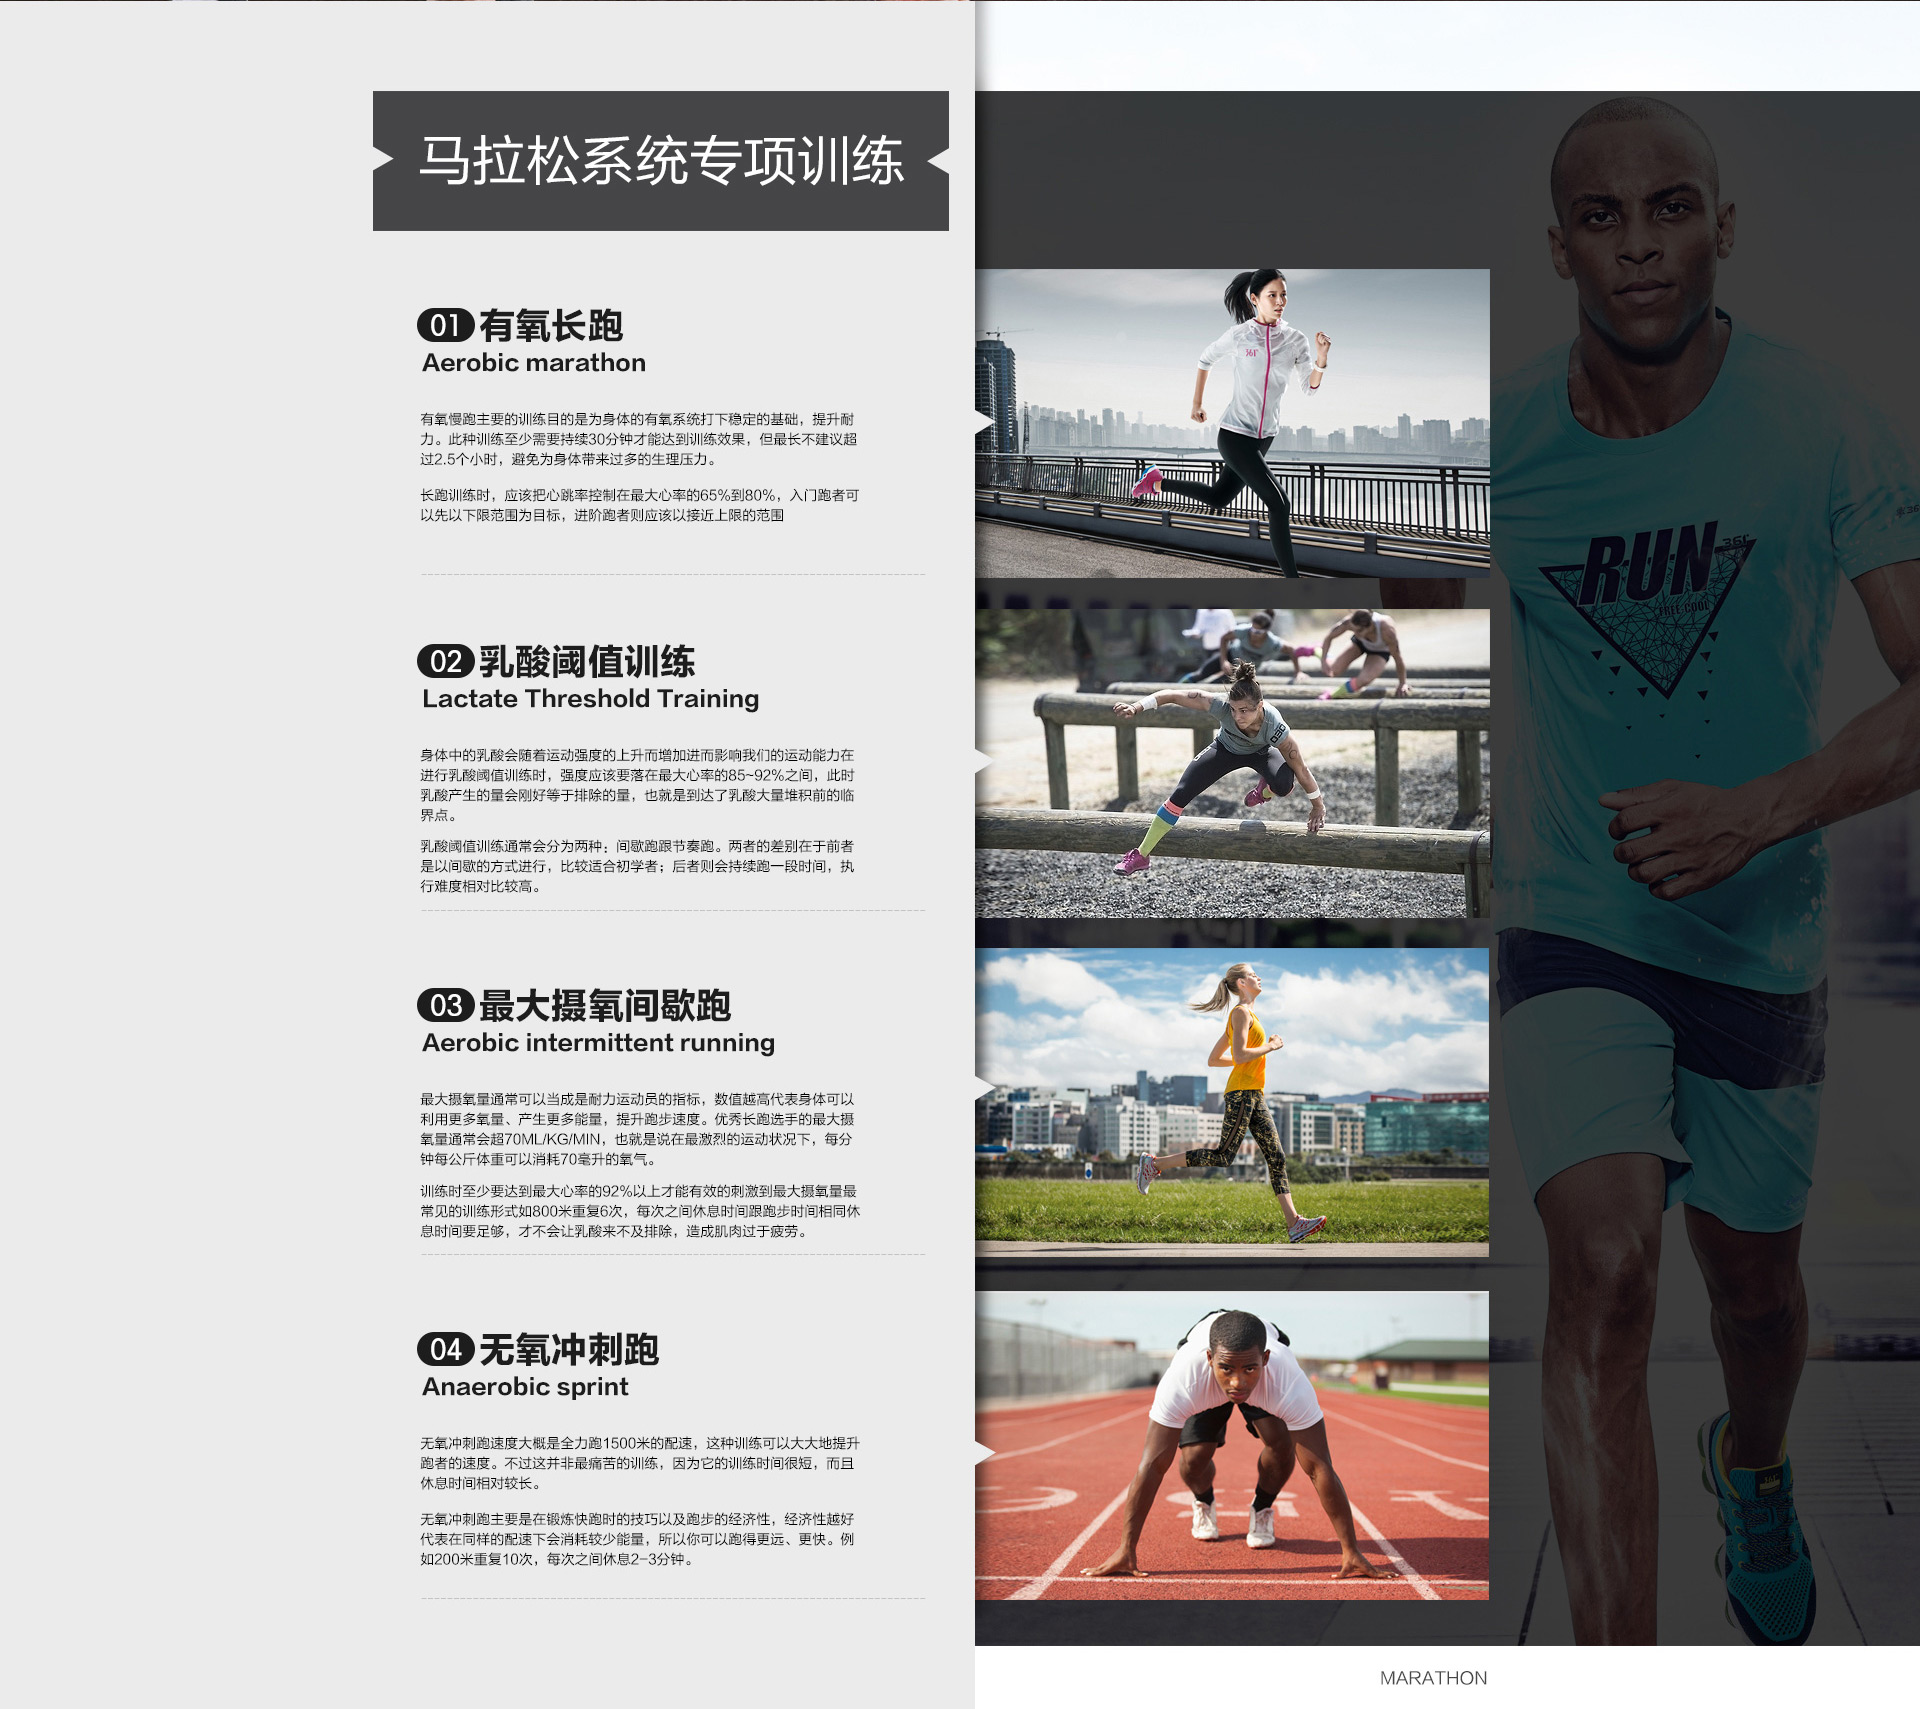 马拉松系统专项训练
01 有氧长跑
Aerobic marathon
有氧慢跑主要的训练目的是为身体的有氧系统打下稳定的基础，提升耐
力。此种训练至少需要持续30分钟才能达到训练效果，但最长不建议超
过2.5个小时，避免为身体带来过多的生理压力。
长跑训练时，应该把心跳率控制在最大心率的65%到80%，入门跑者可
以先以下限范围为目标，进阶跑者则应该以接近上限的范围
02 乳酸阈值训练
Lactate Threshold Training
身体中的乳酸会随着运动强度的上升而增加进而影响我们的运动能力在
进行乳酸阈值训练时，强度应该要落在最大心率的85~92%之间，此时
乳酸产生的量会刚好等于排除的量，也就是到达了乳酸大量堆积前的临
界点。
乳酸阈值训练通常会分为两种：间歇跑跟节奏跑。两者的差别在于前者
是以间歇的方式进行，比较适合初学者；后者则会持续跑一段时间，执
行难度相对比较高。
03 最大摄氧间歇跑
Aerobic intermittent running
最大摄氧量通常可以当成是耐力运动员的指标，数值越高代表身体可以
利用更多氧量、产生更多能量，提升跑步速度。优秀长跑选手的最大摄
氧量通常会超70ML/KG/MIN，也就是说在最激烈的运动状况下，每分
钟每公斤体重可以消耗70毫升的氧气。
训练时至少要达到最大心率的92%以上才能有效的刺激到最大摄氧量最
常见的训练形式如800米重复6次，每次之间休息时间跟跑步时间相同休
息时间要足够，才不会让乳酸来不及排除，造成肌肉过于疲劳。
04 无氧冲刺跑
Anaerobic sprint
无氧冲刺跑速度大概是全力跑1500米的配速，这种训练可以大大地提升
跑者的速度。不过这并非最痛苦的训练，因为它的训练时间很短，而且
休息时间相对较长。
无氧冲刺跑主要是在锻炼快跑时的技巧以及跑步的经济性，经济性越好
代表在同样的配速下会消耗较少能量，所以你可以跑得更远、更快。例
如200米重复10次，每次之间休息2-3分钟。
361°
RUN
361°
FREE COOL
MARATHON